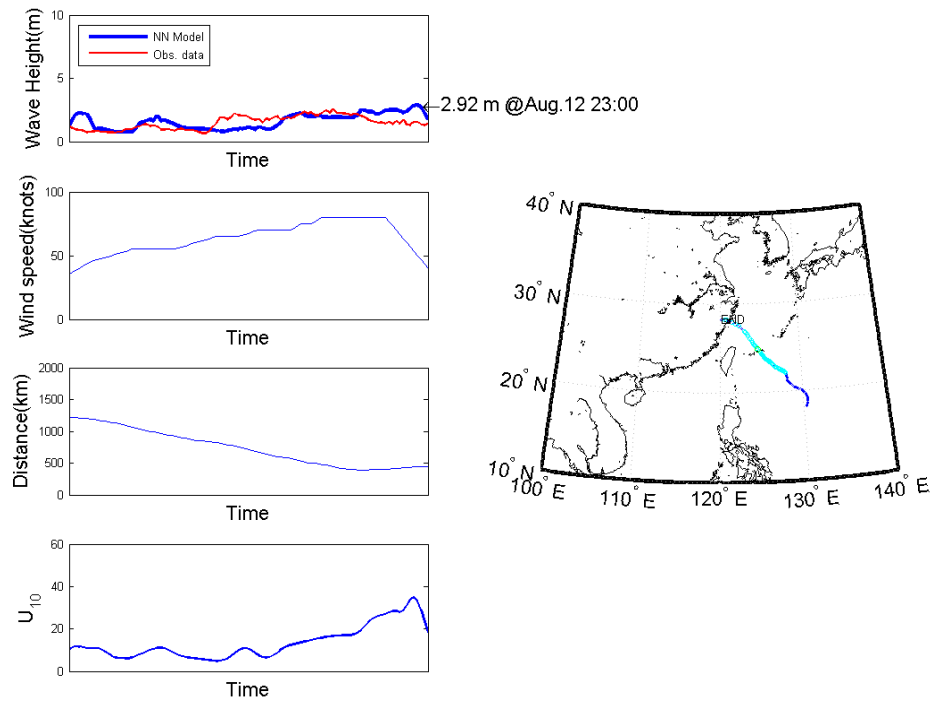 Wave Height(m)
10
5
0
NN Model
Obs. data
←2.92 m @Aug.12 23:00
Time
Wind speed(knots)
100
50
0
Time
Distance(km)
2000
1500
1000
500
0
Time
U10
60
40
20
0
Time
40° N
30° N
20° N
10° N
100° E
110° E
120° E
130° E
140° E
END